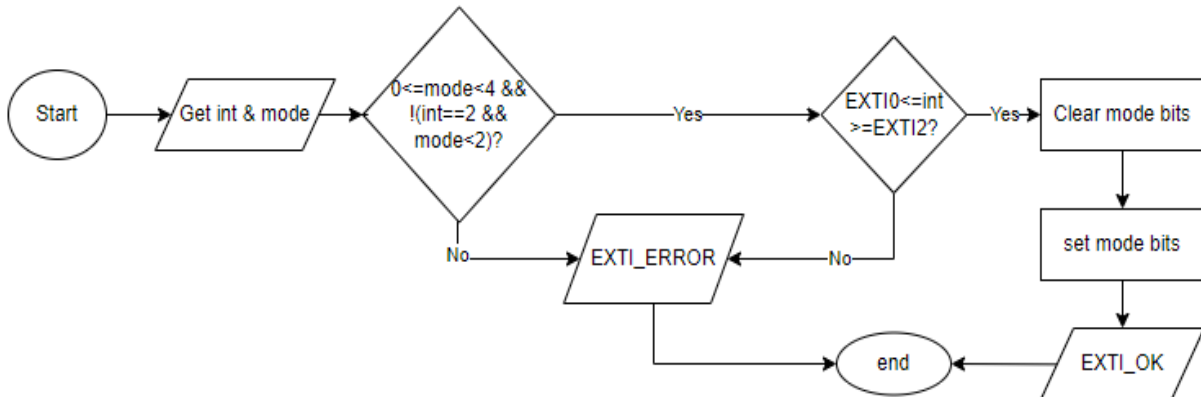 Start
Get int & mode
0<=mode<4 &&
!(int==2 &&
mode<2)?
Yes
EXTI0<=int
>=EXTI2?
Yes
Clear mode bits
set mode bits
No
EXTI_ERROR
No
end
EXTI_OK